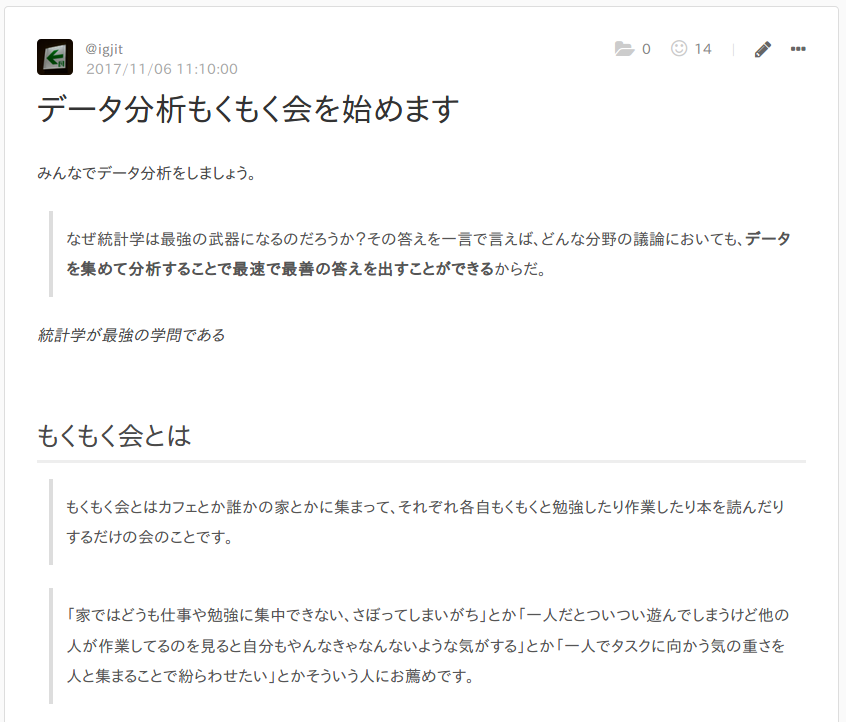 @igjit
0
14
2017/11/06 11:10:00
データ分析もくもく会を始めます
みんなでデータ分析をしましょう。
なぜ統計学は最強の武器になるのだろうか？その答えを一言で言えば、どんな分野の議論においても、データ
を集めて分析することで最速で最善の答えを出すことができるからだ。
統計学が最強の学問である
もくもく会とは
もくもく会とはカフェとか誰かの家とかに集まって、それぞれ各自もくもくと勉強したり作業したり本を読んだり
するだけの会のことです。
「家ではどうも仕事や勉強に集中できない、さぼってしまいがち」とか「一人だとついつい遊んでしまうけど他の
人が作業してるのを見ると自分もやんなきゃなんないような気がする」とか「一人でタスクに向かう気の重さを
人と集まることで紛らわせたい」とかそういう人にお薦めです。